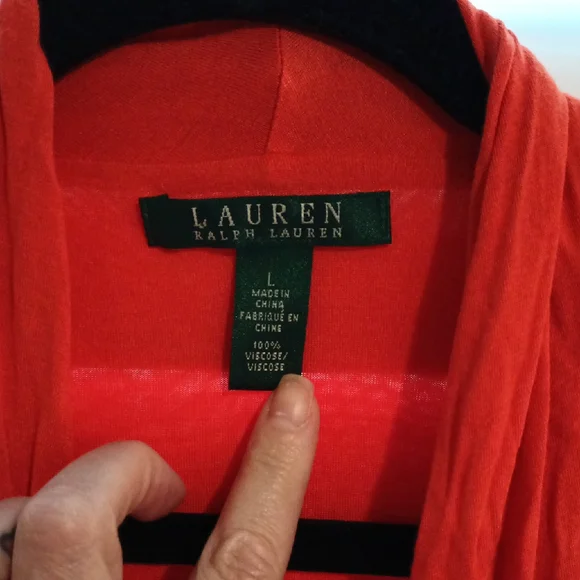 LAUREN
RALPH LAUREN
L
MADE IN
CHINA
FABRIQUÉ EN
CHINE
100%
VISCOSE/
VISCOSE